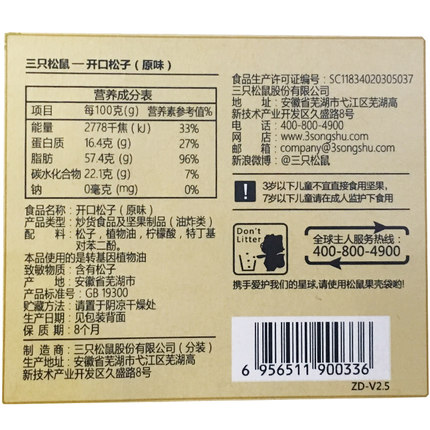 三只松鼠 — 开口松子（原味）
营养成分表
项目 每100克(g) 营养素参考值%
能量 2778千焦(kJ) 33%
蛋白质 16.4克(g) 27%
脂肪 57.4克(g) 96%
碳水化合物 22.1克(g) 7%
钠 0毫克(mg) 0%
食品名称：开口松子（原味）
产品类型：炒货食品及坚果制品（油炸类）
配料：松子，植物油，柠檬酸，特丁基
对苯二酚。
本品使用的是转基因植物油
致敏物质：含有松子
产地：安徽省芜湖市
产品标准号：GB 19300
贮藏方法：请置于阴凉干燥处
生产日期：见包装背面
保质期：8个月
制造商：三只松鼠股份有限公司（分装）
生产地址：安徽省芜湖市弋江区芜湖高
新技术产业开发区久盛路8号
食品生产许可证编号：SC11834020305037
三只松鼠股份有限公司
地址：安徽省芜湖市弋江区芜湖高
新技术产业开发区久盛路8号
电话：400-800-4900
网店：www.3songshu.com
邮箱：company@3songshu.com
新浪微博：@三只松鼠
! 3岁以下儿童不宜直接食用坚果，
7岁以下儿童请在成人监护下食用
Don't
Litter
全球主人服务热线：
400-800-4900
携手爱护我们的星球，请使用松鼠果壳袋哟！
6 956511 900336
ZD-V2.5